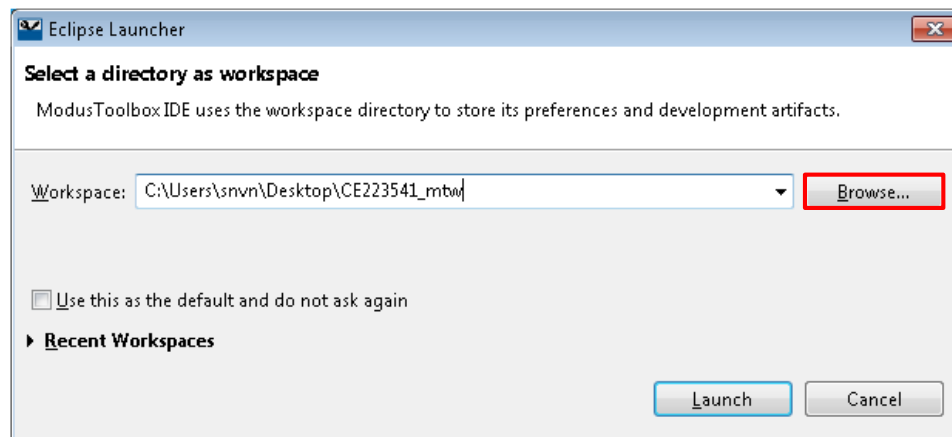 Eclipse Launcher
Select a directory as workspace
ModusToolbox IDE uses the workspace directory to store its preferences and development artifacts.
Workspace: C:\Users\snvn\Desktop\CE223541_mtw Browse...
Use this as the default and do not ask again
Recent Workspaces
Launch Cancel